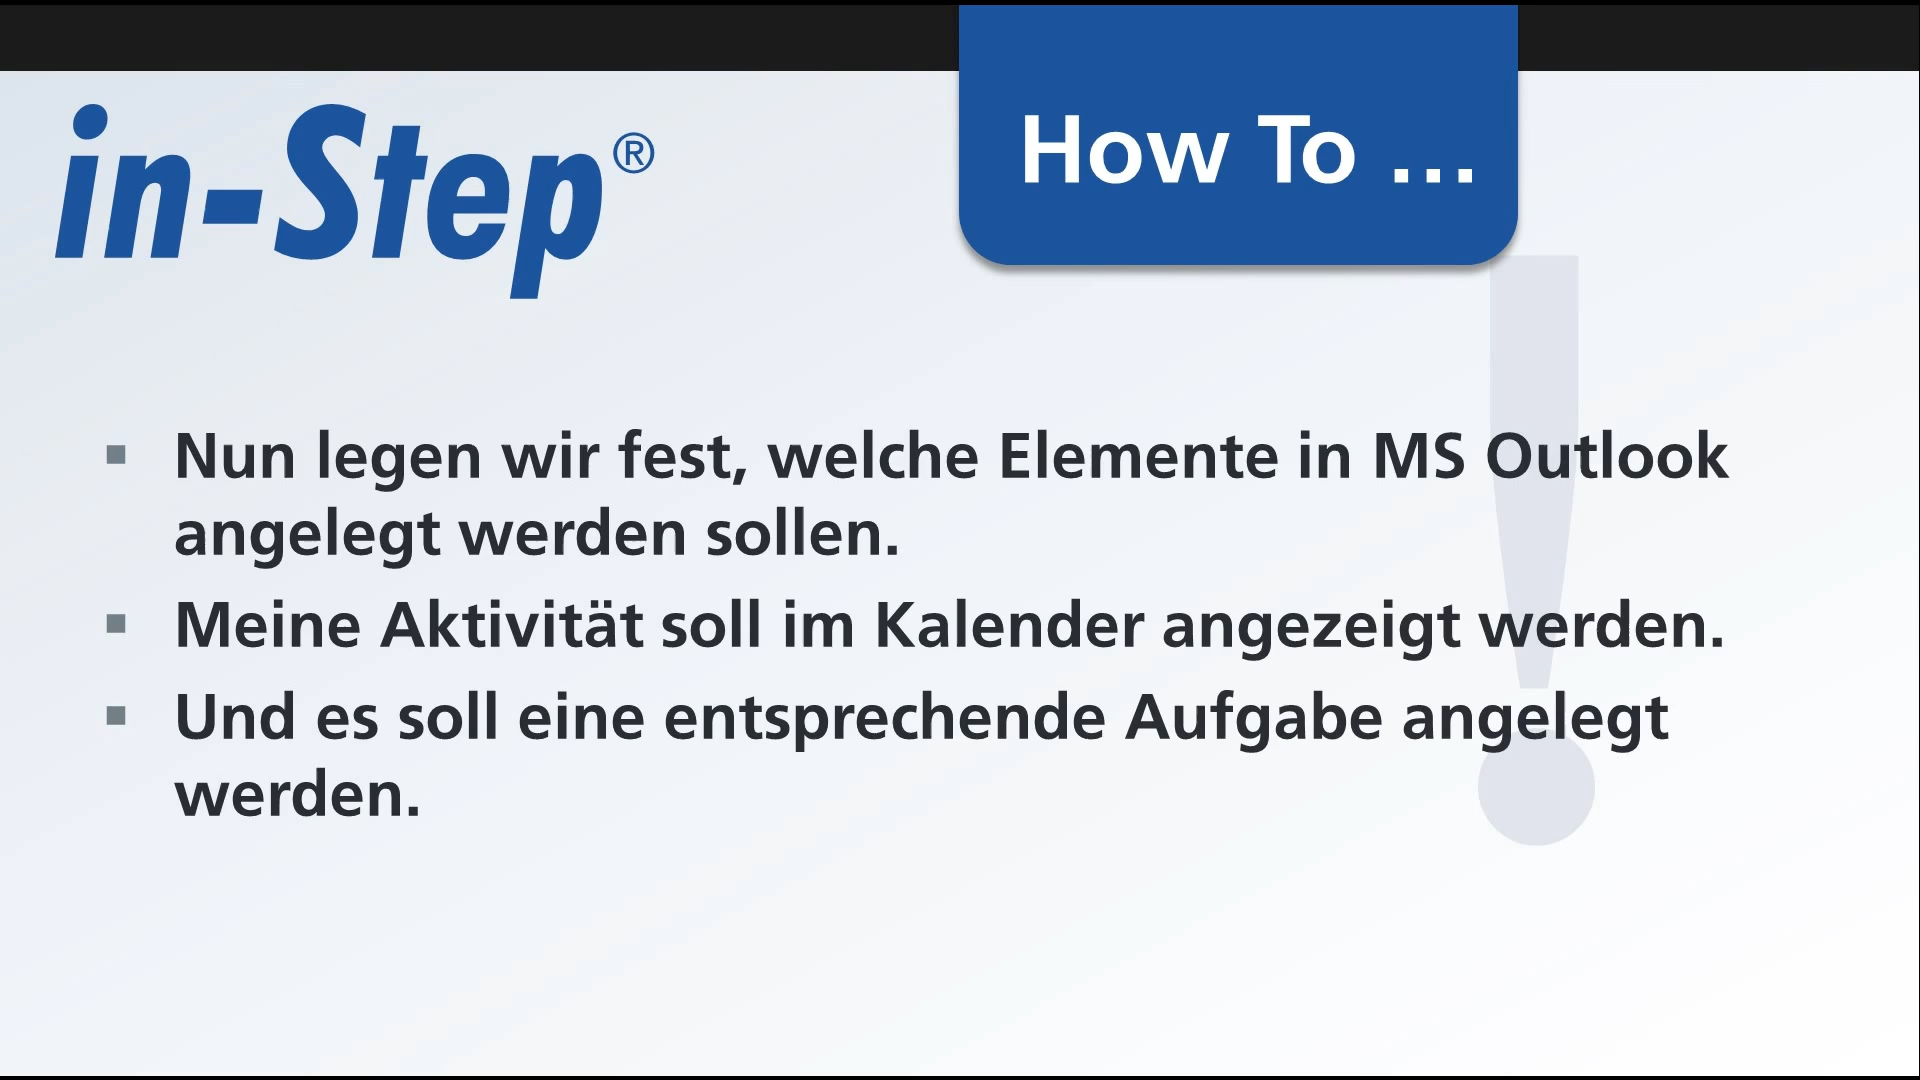 in-Step®
How To ...
▪ Nun legen wir fest, welche Elemente in MS Outlook
angelegt werden sollen.
▪ Meine Aktivität soll im Kalender angezeigt werden.
▪ Und es soll eine entsprechende Aufgabe angelegt
werden.